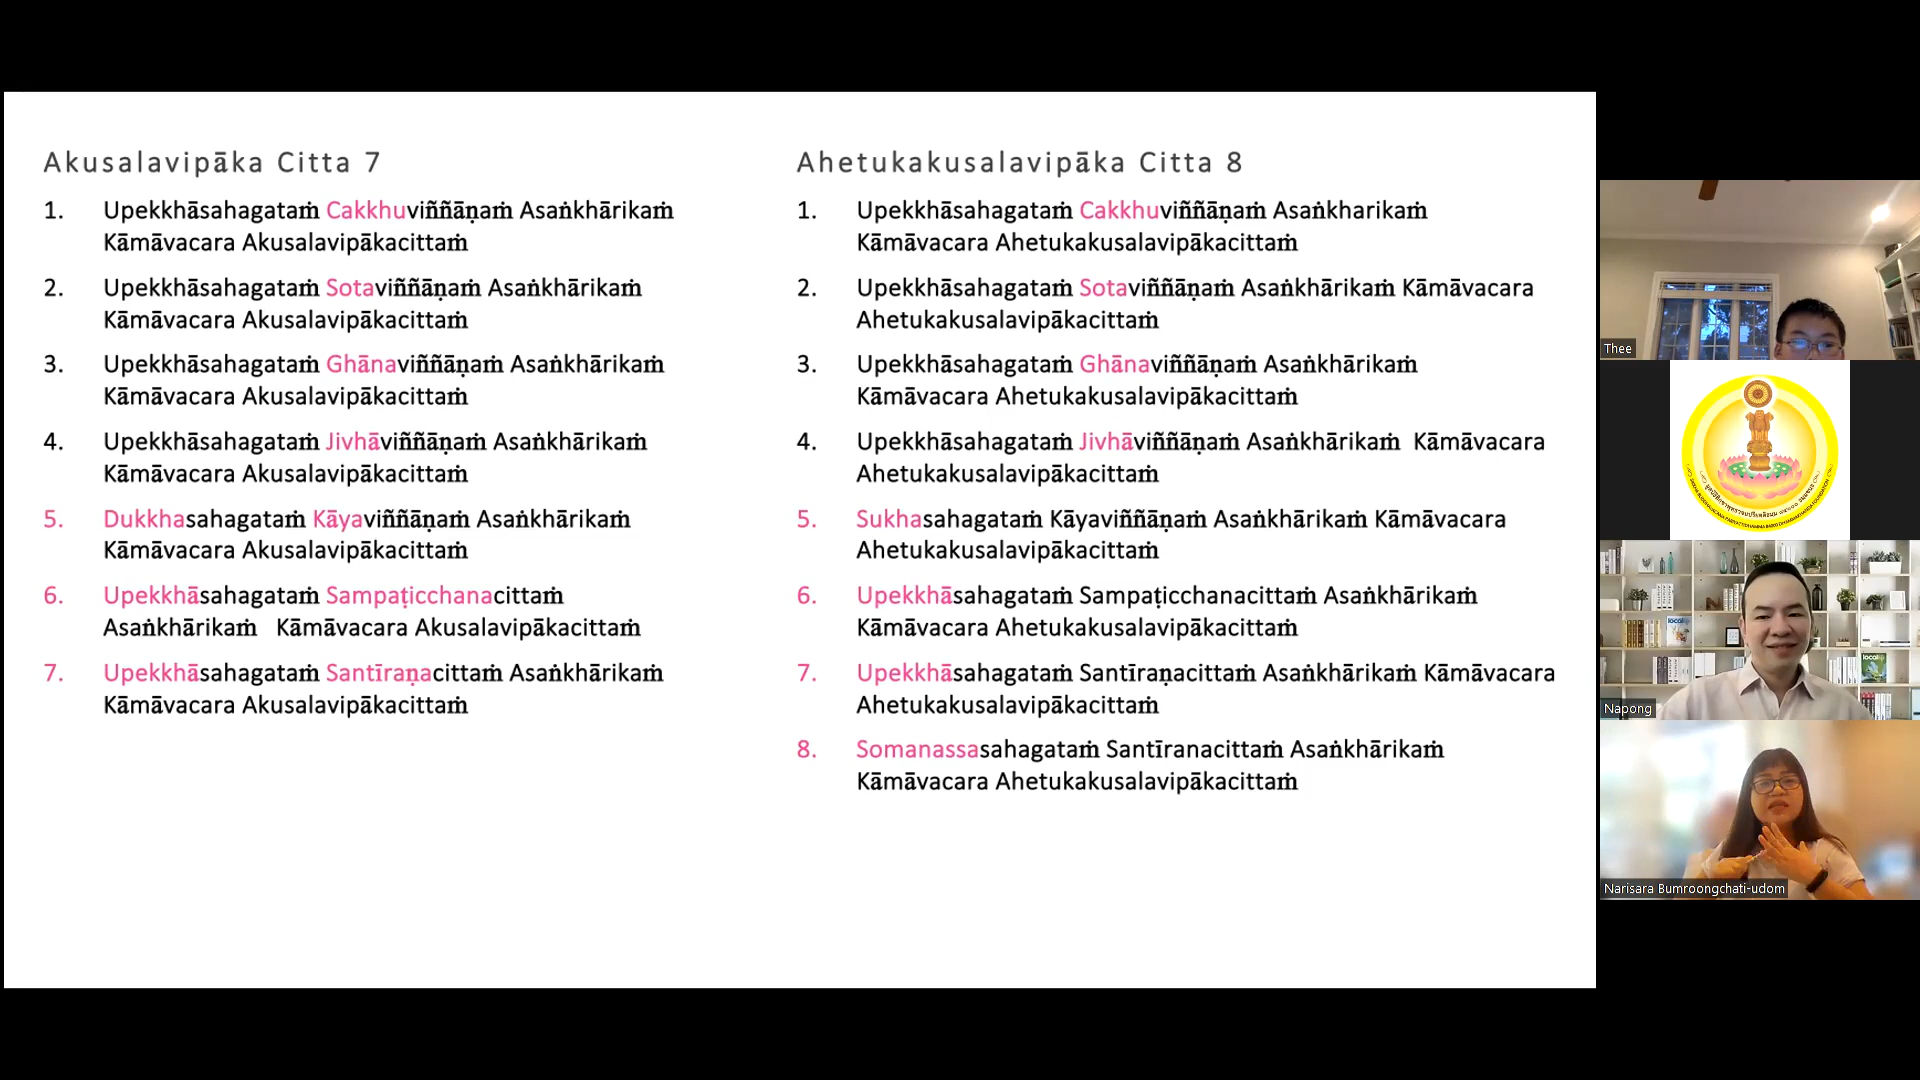 Akusalavipāka Citta 7
1. Upekkhāsahagataṁ Cakkhuviññāṇaṁ Asaṅkhārikaṁ
Kāmāvacara Akusalavipākacittaṁ
2. Upekkhāsahagataṁ Sotaviññāṇaṁ Asaṅkhārikaṁ
Kāmāvacara Akusalavipākacittaṁ
3. Upekkhāsahagataṁ Ghānaviññāṇaṁ Asaṅkhārikaṁ
Kāmāvacara Akusalavipākacittaṁ
4. Upekkhāsahagataṁ Jivhāviññāṇaṁ Asaṅkhārikaṁ
Kāmāvacara Akusalavipākacittaṁ
5. Dukkhasahagataṁ Kāyaviññāṇaṁ Asaṅkhārikaṁ
Kāmāvacara Akusalavipākacittaṁ
6. Upekkhāsahagataṁ Sampaṭicchanacittaṁ
Asaṅkhārikaṁ Kāmāvacara Akusalavipākacittaṁ
7. Upekkhāsahagataṁ Santīraṇacittaṁ Asaṅkhārikaṁ
Kāmāvacara Akusalavipākacittaṁ
Ahetukakusalavipāka Citta 8
1. Upekkhāsahagataṁ Cakkhuviññāṇaṁ Asaṅkharikaṁ
Kāmāvacara Ahetukakusalavipākacittaṁ
2. Upekkhāsahagataṁ Sotaviññāṇaṁ Asaṅkhārikaṁ Kāmāvacara
Ahetukakusalavipākacittaṁ
3. Upekkhāsahagataṁ Ghānaviññāṇaṁ Asaṅkhārikaṁ
Kāmāvacara Ahetukakusalavipākacittaṁ
4. Upekkhāsahagataṁ Jivhāviññāṇaṁ Asaṅkhārikaṁ Kāmāvacara
Ahetukakusalavipākacittaṁ
5. Sukhasahagataṁ Kāyaviññāṇaṁ Asaṅkhārikaṁ Kāmāvacara
Ahetukakusalavipākacittaṁ
6. Upekkhāsahagataṁ Sampaṭicchanacittaṁ Asaṅkhārikaṁ
Kāmāvacara Ahetukakusalavipākacittaṁ
7. Upekkhāsahagataṁ Santīraṇacittaṁ Asaṅkhārikaṁ Kāmāvacara
Ahetukakusalavipākacittaṁ
8. Somanassasahagataṁ Santīranacittaṁ Asaṅkhārikaṁ
Kāmāvacara Ahetukakusalavipākacittaṁ
Thee
local
local
Napong
Narisara Bumroongchati-udom